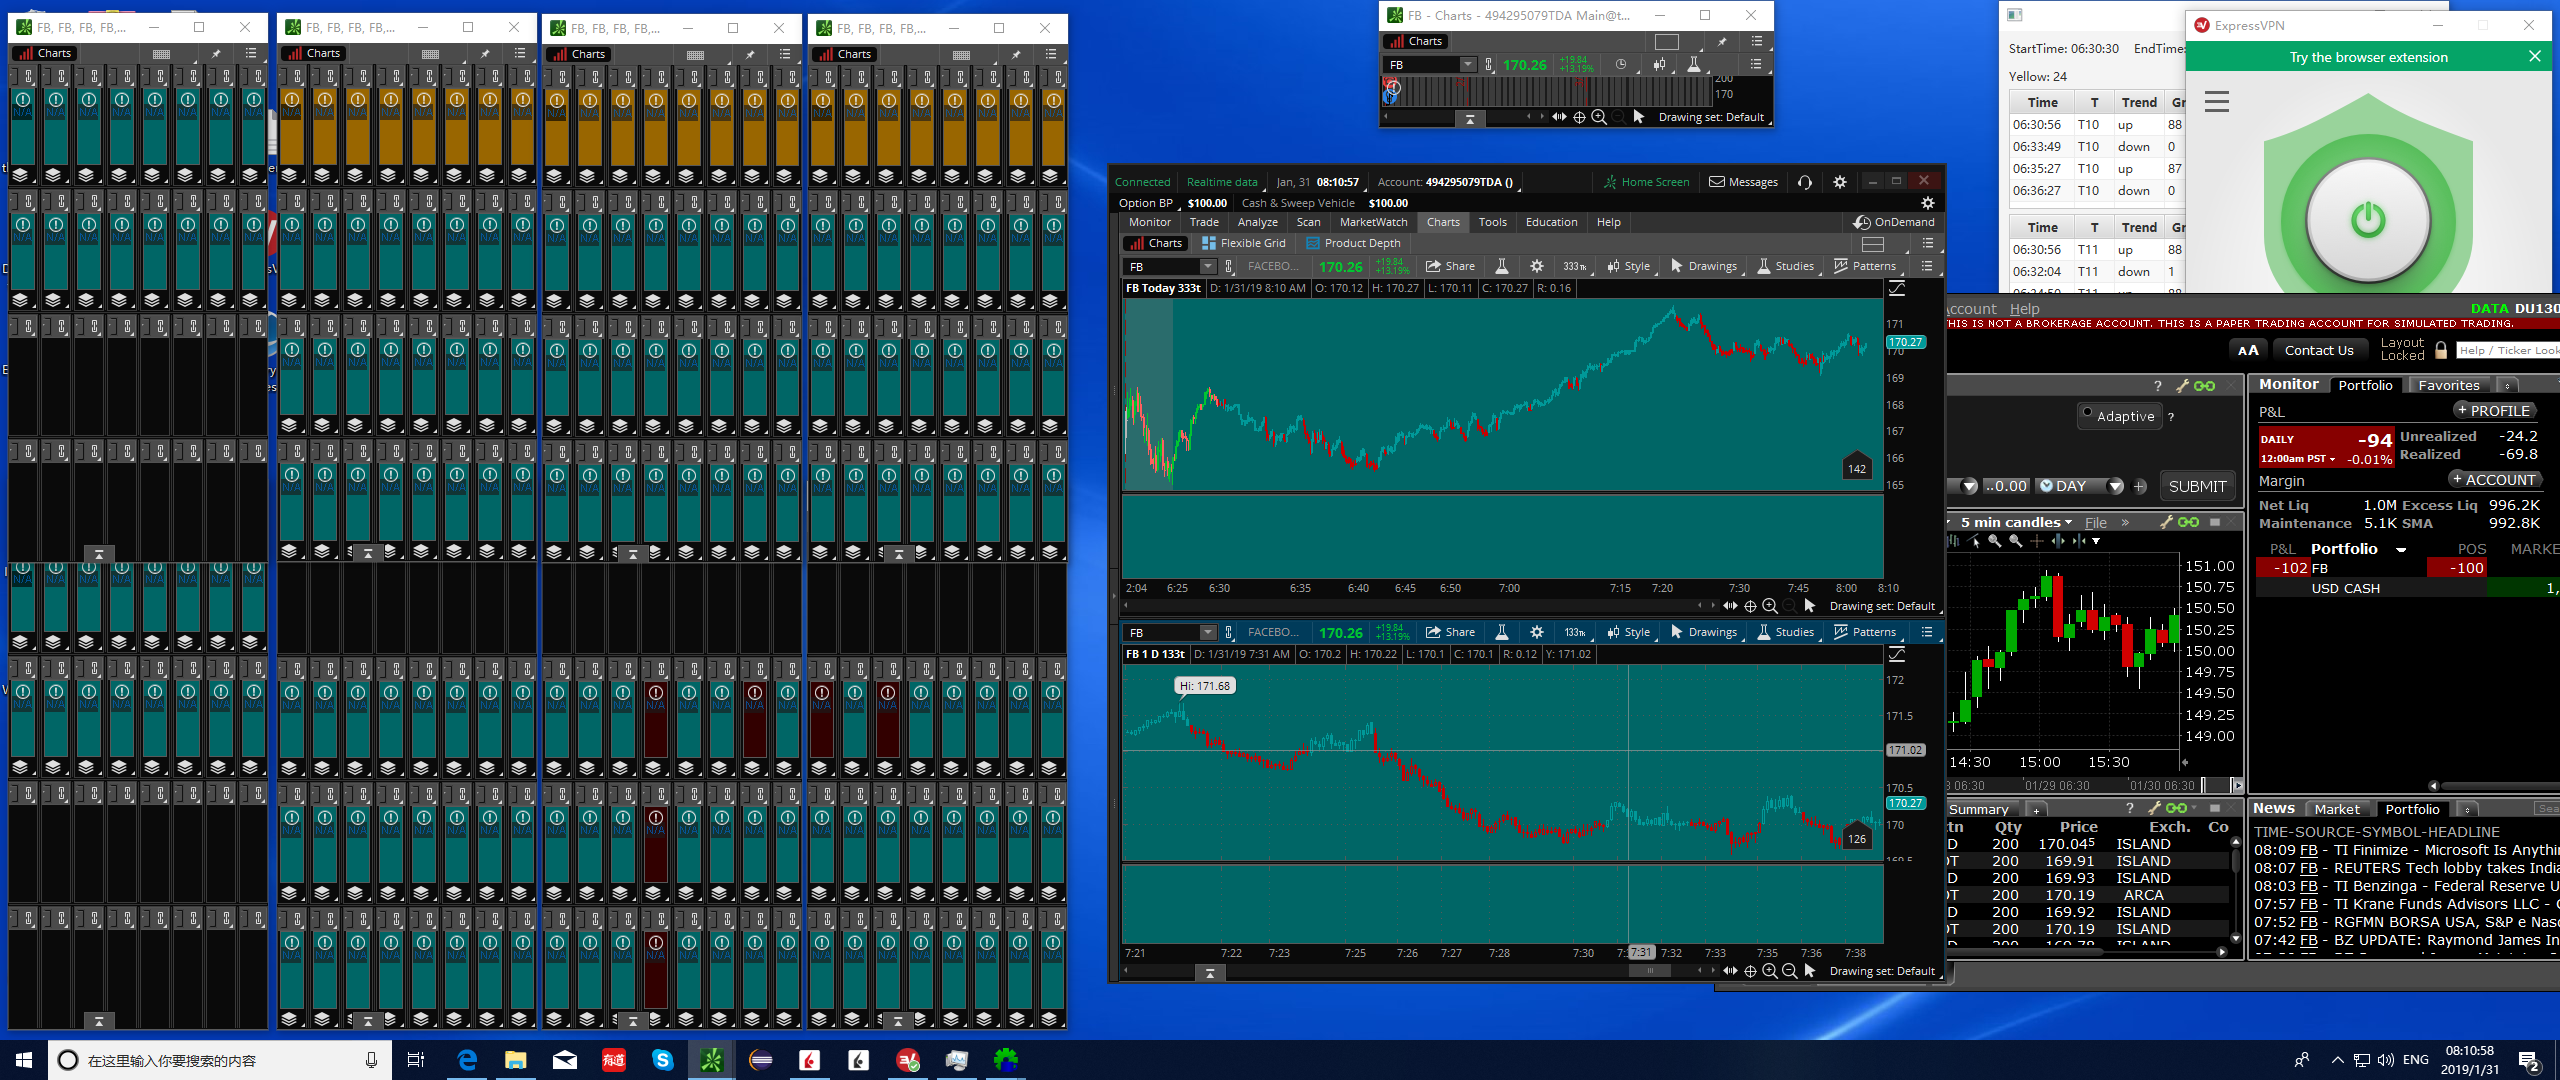 FB, FB, FB, FB,...
Charts
FB, FB, FB, FB,...
Charts
FB, FB, FB, FB,...
Charts
FB, FB, FB, FB,...
Charts
N/A N/A N/A N/A N/A N/A N/A N/A
FB - Charts - 494295079TDA Main@t...
Charts
FB 170.26 +19.84 +13.19%
200
170
Drawing set: Default
Connected Realtime data Jan, 31 08:10:57 Account: 494295079TDA () Home Screen Messages
Option BP $100.00 Cash & Sweep Vehicle $100.00
Monitor Trade Analyze Scan MarketWatch Charts Tools Education Help OnDemand
Charts Flexible Grid Product Depth
FB FACEBO... 170.26 +19.84 +13.19% Share 333Tk Style Drawings Studies Patterns
FB Today 333t D: 1/31/19 8:10 AM O: 170.12 H: 170.27 L: 170.11 C: 170.27 R: 0.16
171
170.27
170
169
168
167
166
165
142
2:04 6:25 6:30 6:35 6:40 6:45 6:50 7:00 7:15 7:20 7:30 7:45 8:00 8:10
Drawing set: Default
FB FACEBO... 170.26 +19.84 +13.19% Share 133Tk Style Drawings Studies Patterns
FB 1 D 133t D: 1/31/19 7:31 AM O: 170.2 H: 170.22 L: 170.1 C: 170.1 R: 0.12 Y: 171.02
Hi: 171.68
172
171.5
171.02
170.5
170.27
170
126
7:21 7:22 7:23 7:25 7:26 7:27 7:28 7:30 7:31 7:32 7:33 7:35 7:36 7:38
Drawing set: Default
StartTime: 06:30:30 EndTime:
Yellow: 24
Time T Trend
06:30:56 T10 up 88
06:33:49 T10 down 0
06:35:27 T10 up 87
06:36:27 T10 down 0
Time T Trend
06:30:56 T11 up 88
06:32:04 T11 down 1
ExpressVPN
Try the browser extension
Help
DATA DU130
THIS IS NOT A BROKERAGE ACCOUNT. THIS IS A PAPER TRADING ACCOUNT FOR SIMULATED TRADING.
AA Contact Us Layout Locked Help / Ticker Look
Adaptive ?
..0.00 DAY + SUBMIT
5 min candles File »
151.00
150.75
150.50
150.25
150.00
149.75
149.50
149.25
149.00
14:30 15:00 15:30
06:30 01/29 06:30 01/30 06:30
Monitor Portfolio Favorites
P&L + PROFILE
DAILY -94 Unrealized -24.2
12:00am PST -0.01% Realized -69.8
Margin + ACCOUNT
Net Liq 1.0M Excess Liq 996.2K
Maintenance 5.1K SMA 992.8K
P&L Portfolio POS MARKE
-102 FB -100
USD CASH 1,
Summary +
Qty Price Exch. Co
200 170.045 ISLAND
200 169.91 ISLAND
200 169.93 ISLAND
200 170.19 ARCA
200 169.92 ISLAND
200 170.19 ISLAND
News Market Portfolio
TIME-SOURCE-SYMBOL-HEADLINE
08:09 FB - TI Finimize - Microsoft Is Anythin
08:07 FB - REUTERS Tech lobby takes India
08:03 FB - TI Benzinga - Federal Reserve U
07:57 FB - TI Krane Funds Advisors LLC - C
07:52 FB - RGFMN BORSA USA, S&P e Nasd
07:42 FB - BZ UPDATE: Raymond James In
在这里输入你要搜索的内容
有道
ENG
08:10:58
2019/1/31
2